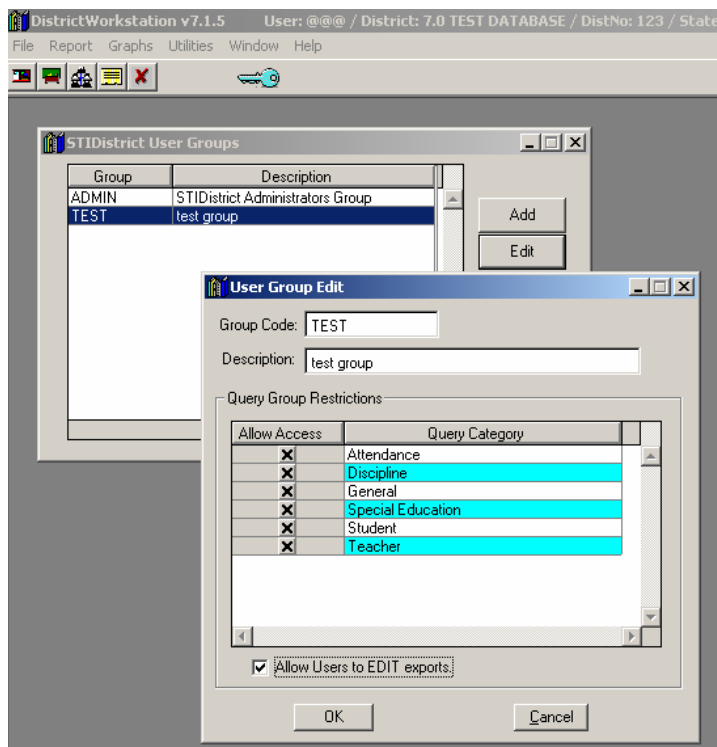 DistrictWorkstation v7.1.5 User: @@@ / District: 7.0 TEST DATABASE / DistNo: 123 / State
File Report Graphs Utilities Window Help
STIDistrict User Groups
Group Description
ADMIN STIDistrict Administrators Group
TEST test group
Add
Edit
User Group Edit
Group Code: TEST
Description: test group
Query Group Restrictions
Allow Access Query Category
Attendance
Discipline
General
Special Education
Student
Teacher
Allow Users to EDIT exports.
OK Cancel